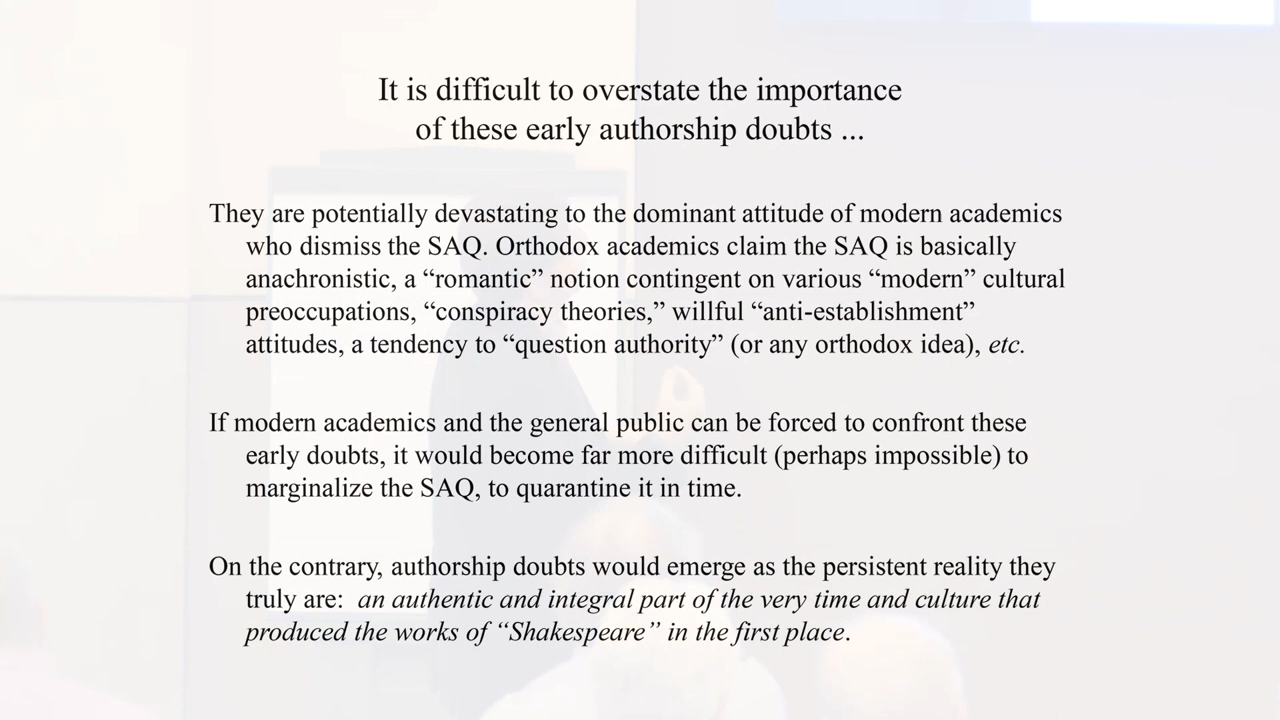 It is difficult to overstate the importance
of these early authorship doubts ...
They are potentially devastating to the dominant attitude of modern academics
who dismiss the SAQ. Orthodox academics claim the SAQ is basically
anachronistic, a “romantic” notion contingent on various “modern” cultural
preoccupations, “conspiracy theories,” willful “anti-establishment”
attitudes, a tendency to “question authority” (or any orthodox idea), etc.
If modern academics and the general public can be forced to confront these
early doubts, it would become far more difficult (perhaps impossible) to
marginalize the SAQ, to quarantine it in time.
On the contrary, authorship doubts would emerge as the persistent reality they
truly are:  an authentic and integral part of the very time and culture that
produced the works of “Shakespeare” in the first place.